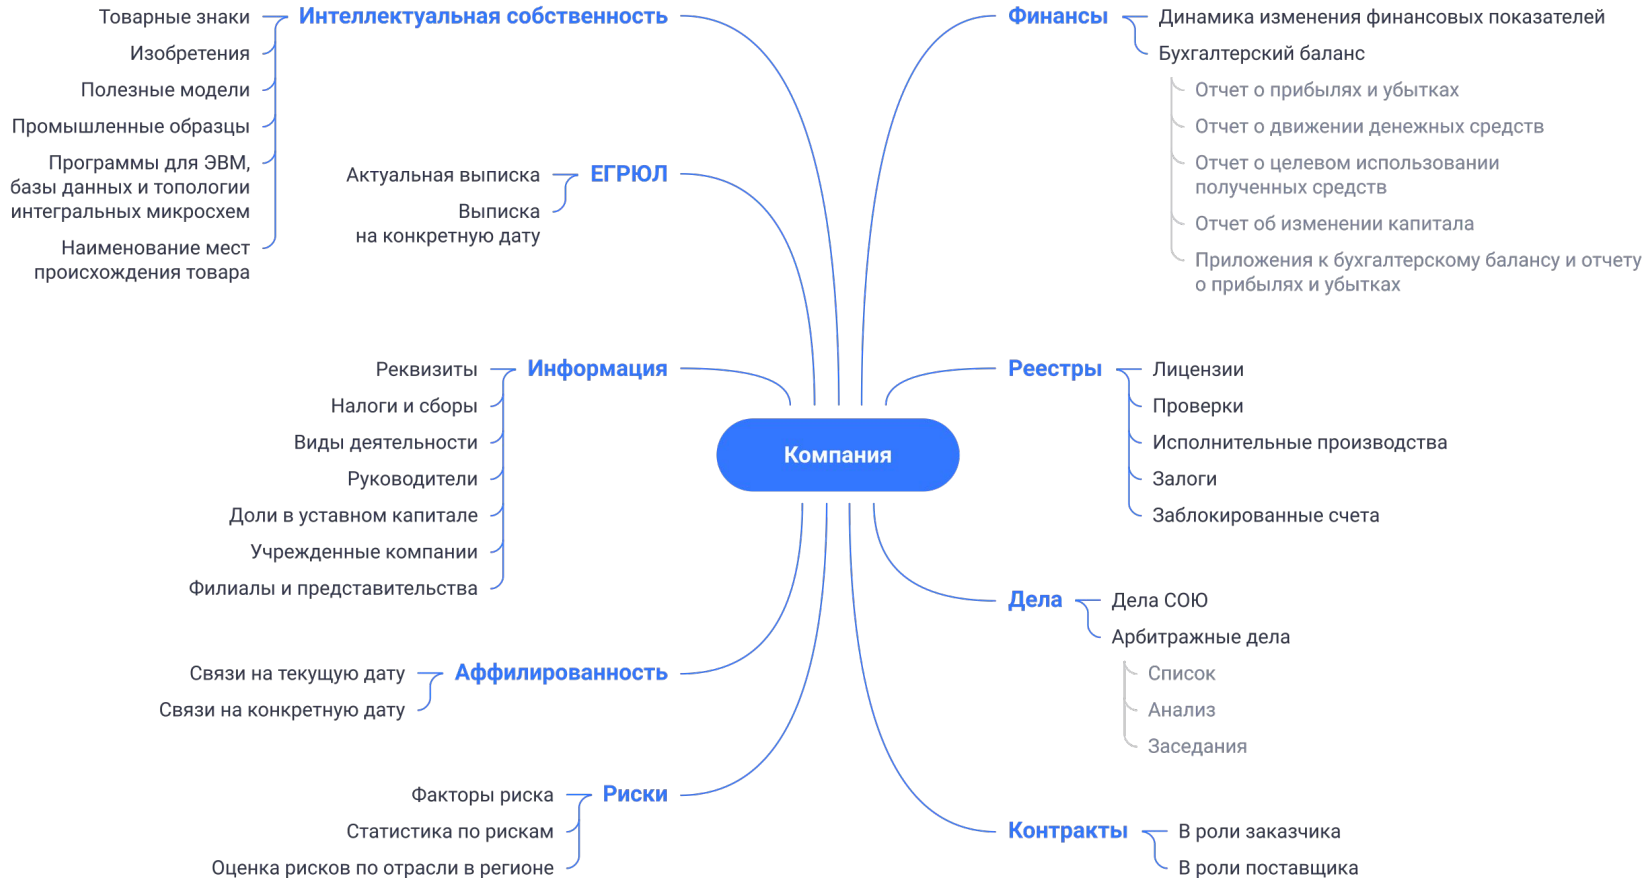 Интеллектуальная собственность
Товарные знаки
Изобретения
Полезные модели
Промышленные образцы
Программы для ЭВМ,
базы данных и топологии
интегральных микросхем
Наименование мест
происхождения товара
ЕГРЮЛ
Актуальная выписка
Выписка
на конкретную дату
Информация
Реквизиты
Налоги и сборы
Виды деятельности
Руководители
Доли в уставном капитале
Учрежденные компании
Филиалы и представительства
Аффилированность
Связи на текущую дату
Связи на конкретную дату
Риски
Факторы риска
Статистика по рискам
Оценка рисков по отрасли в регионе
Компания
Финансы
Динамика изменения финансовых показателей
Бухгалтерский баланс
Отчет о прибылях и убытках
Отчет о движении денежных средств
Отчет о целевом использовании
полученных средств
Отчет об изменении капитала
Приложения к бухгалтерскому балансу и отчету
о прибылях и убытках
Реестры
Лицензии
Проверки
Исполнительные производства
Залоги
Заблокированные счета
Дела
Дела СОЮ
Арбитражные дела
Список
Анализ
Заседания
Контракты
В роли заказчика
В роли поставщика